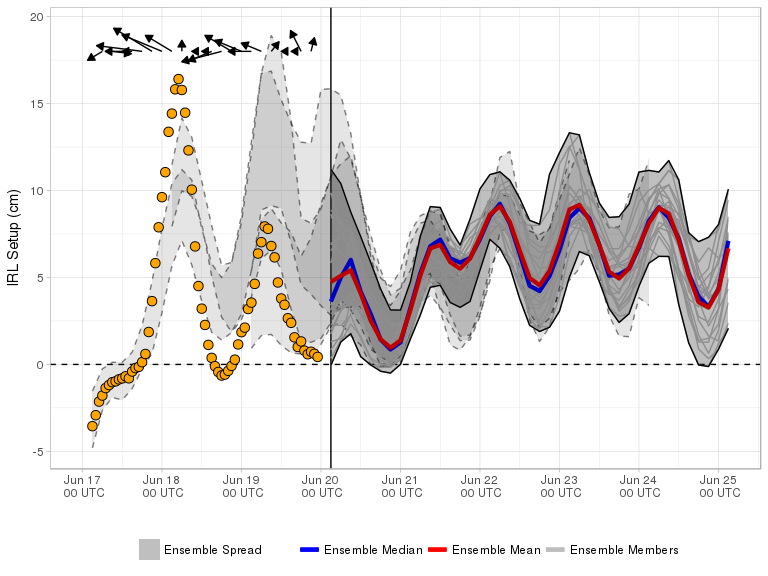 20
15
10
5
0
-5
IRL Setup (cm)
Jun 17 Jun 18 Jun 19 Jun 20 Jun 21 Jun 22 Jun 23 Jun 24 Jun 25
00 UTC 00 UTC 00 UTC 00 UTC 00 UTC 00 UTC 00 UTC 00 UTC 00 UTC
Ensemble Spread Ensemble Median Ensemble Mean Ensemble Members